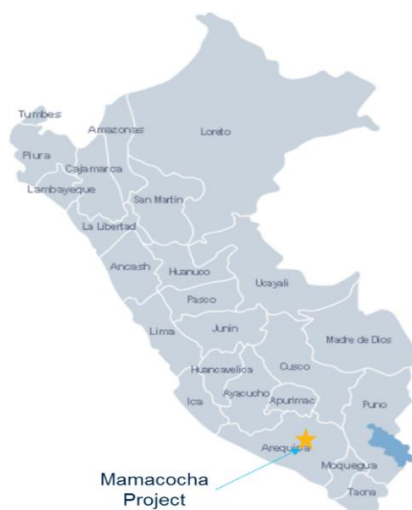 Tumbes
Amazonas
Loreto
Piura
Cajamarca
Lambayeque
San Martin
La Libertad
Ancash
Huanuco
Ucayali
Pasco
Lima
Junin
Madre de Dios
Huancavelica
Cusco
Ica
Ayacucho
Apurimac
Puno
Arequipa
Moquegua
Tacna
Mamacocha
Project